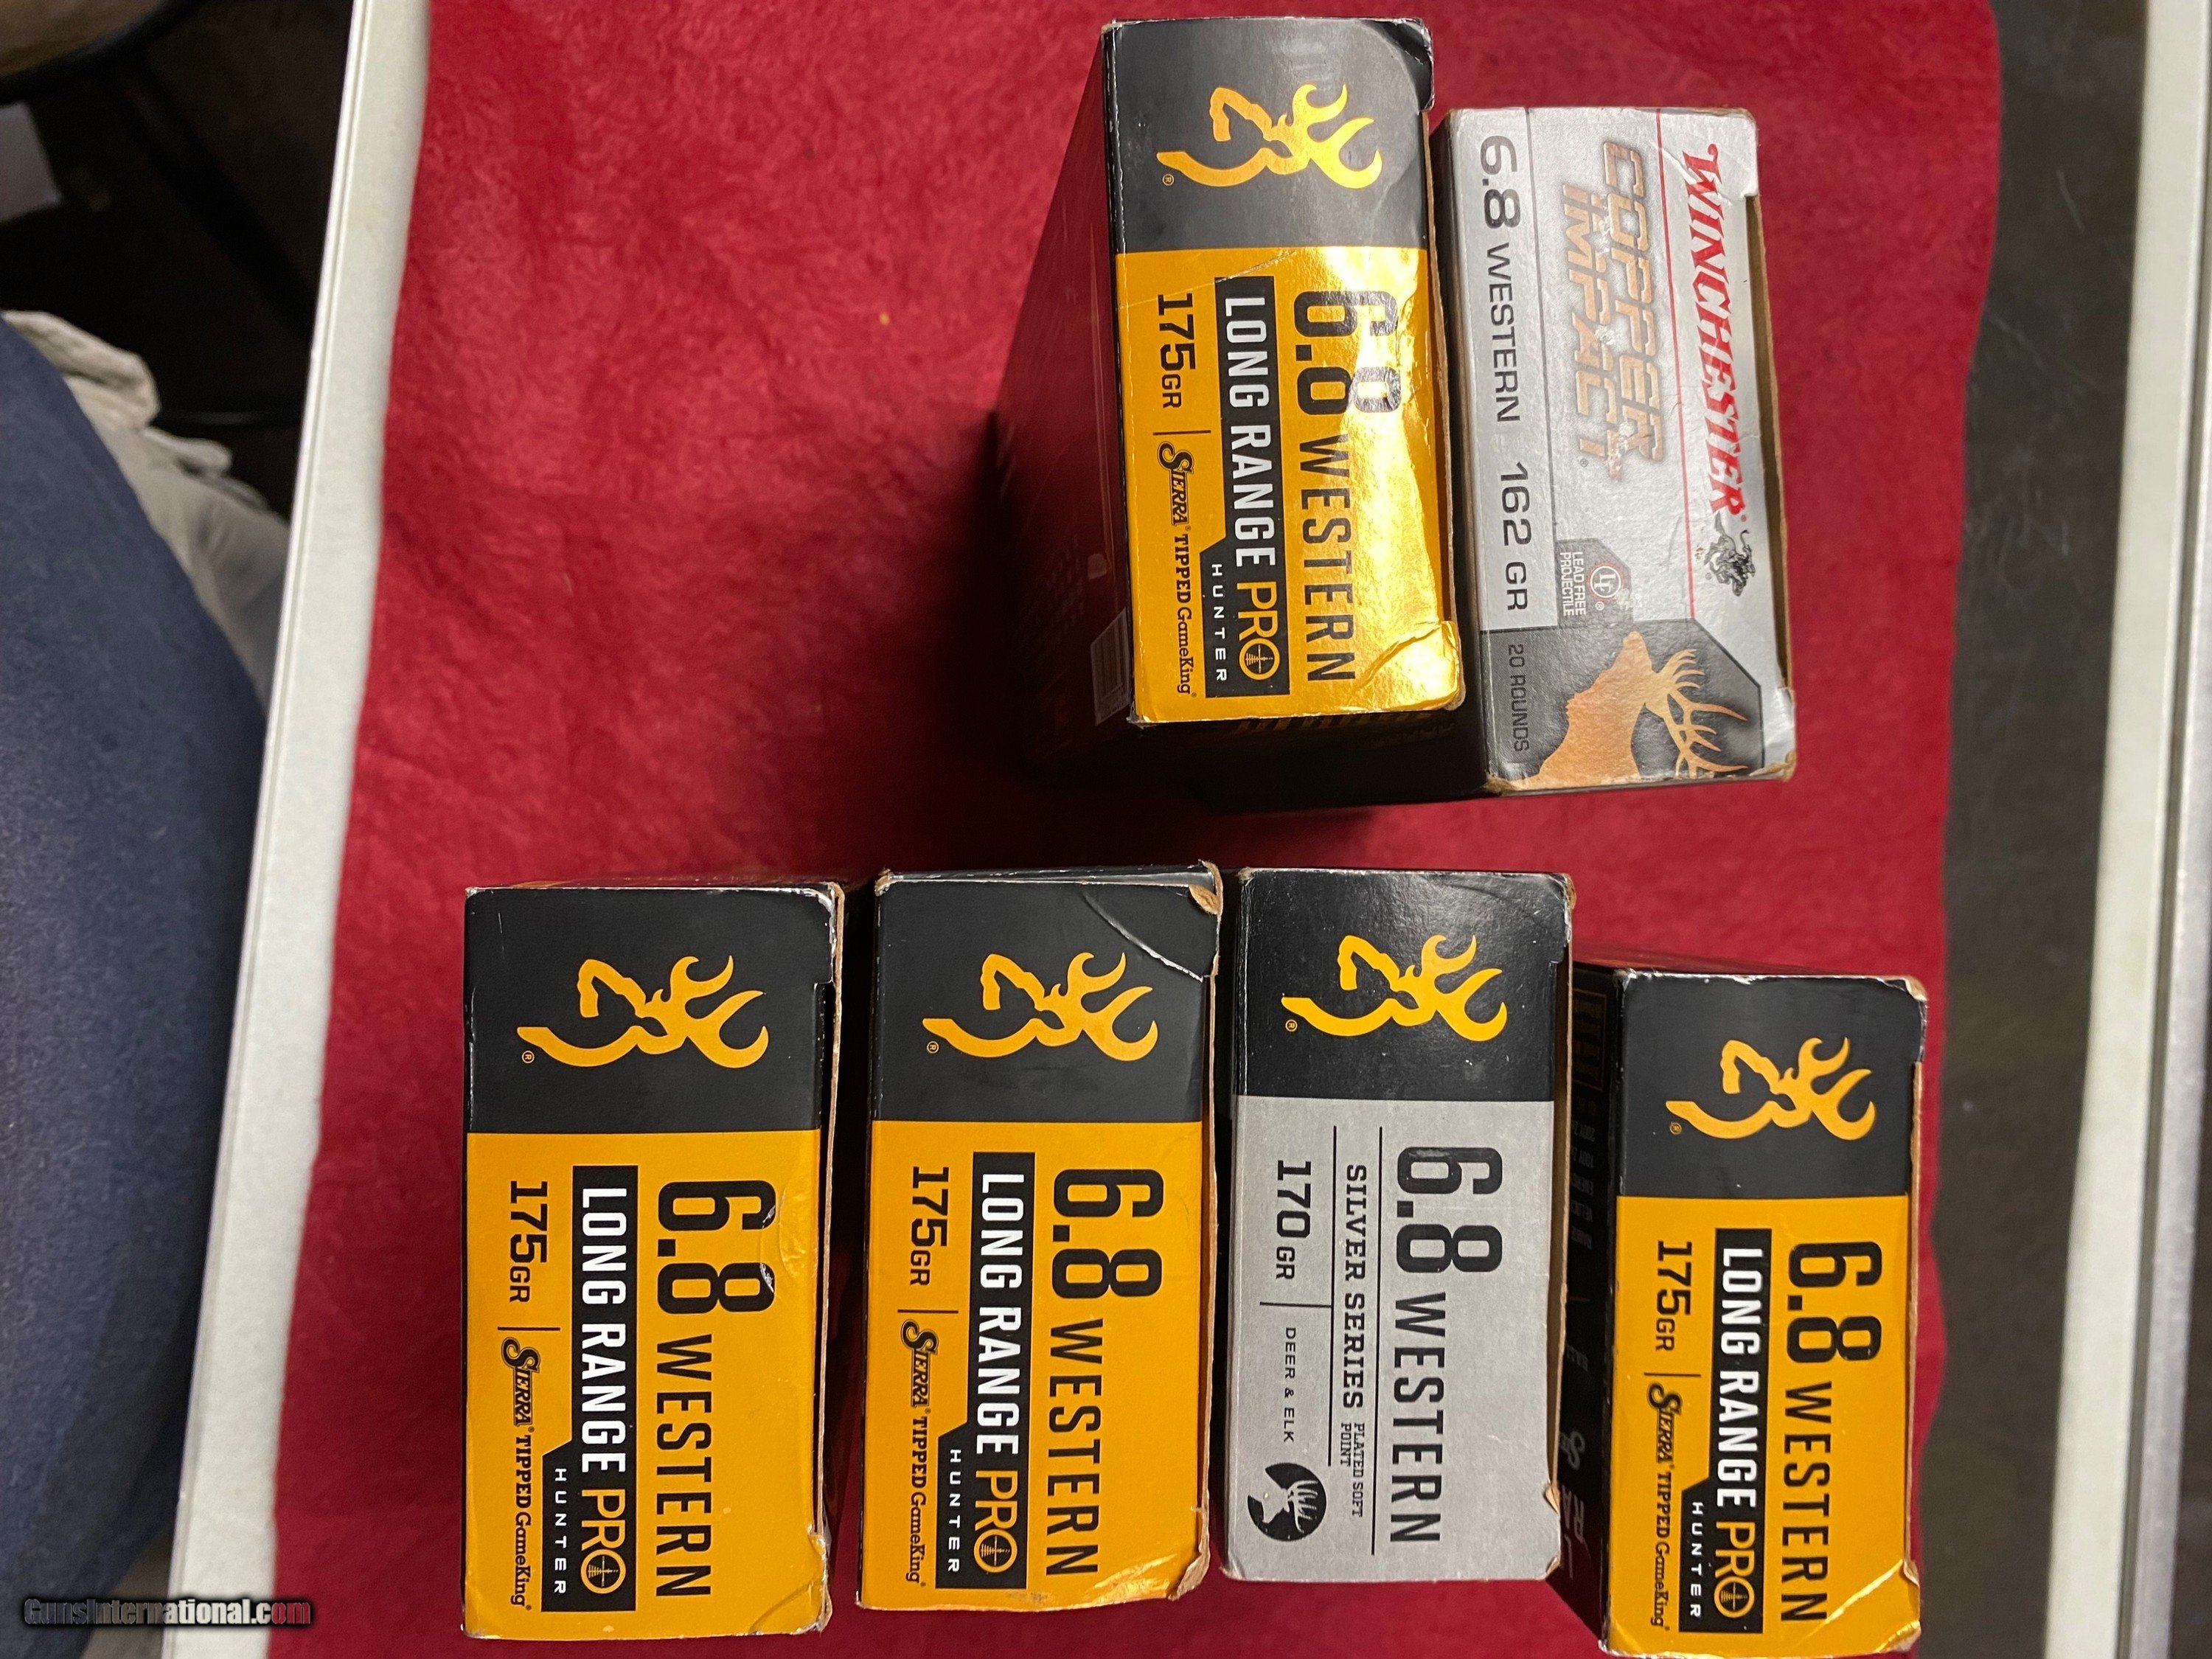 6.8 WESTERN
LONG RANGE PRO
HUNTER
175GR | SIERRA® TIPPED GameKing®
®
WINCHESTER®
COPPER
IMPACT®
LF®
LEAD FREE
PROJECTILE
6.8 WESTERN 162 GR
20 ROUNDS
6.8 WESTERN
LONG RANGE PRO
HUNTER
175GR | SIERRA® TIPPED GameKing®
®
6.8 WESTERN
LONG RANGE PRO
HUNTER
175GR | SIERRA® TIPPED GameKing®
®
6.8 WESTERN
SILVER SERIES PLATED SOFT
POINT
170 GR | DEER & ELK
®
6.8 WESTERN
LONG RANGE PRO
HUNTER
175GR | SIERRA® TIPPED GameKing®
®
GunsInternational.com